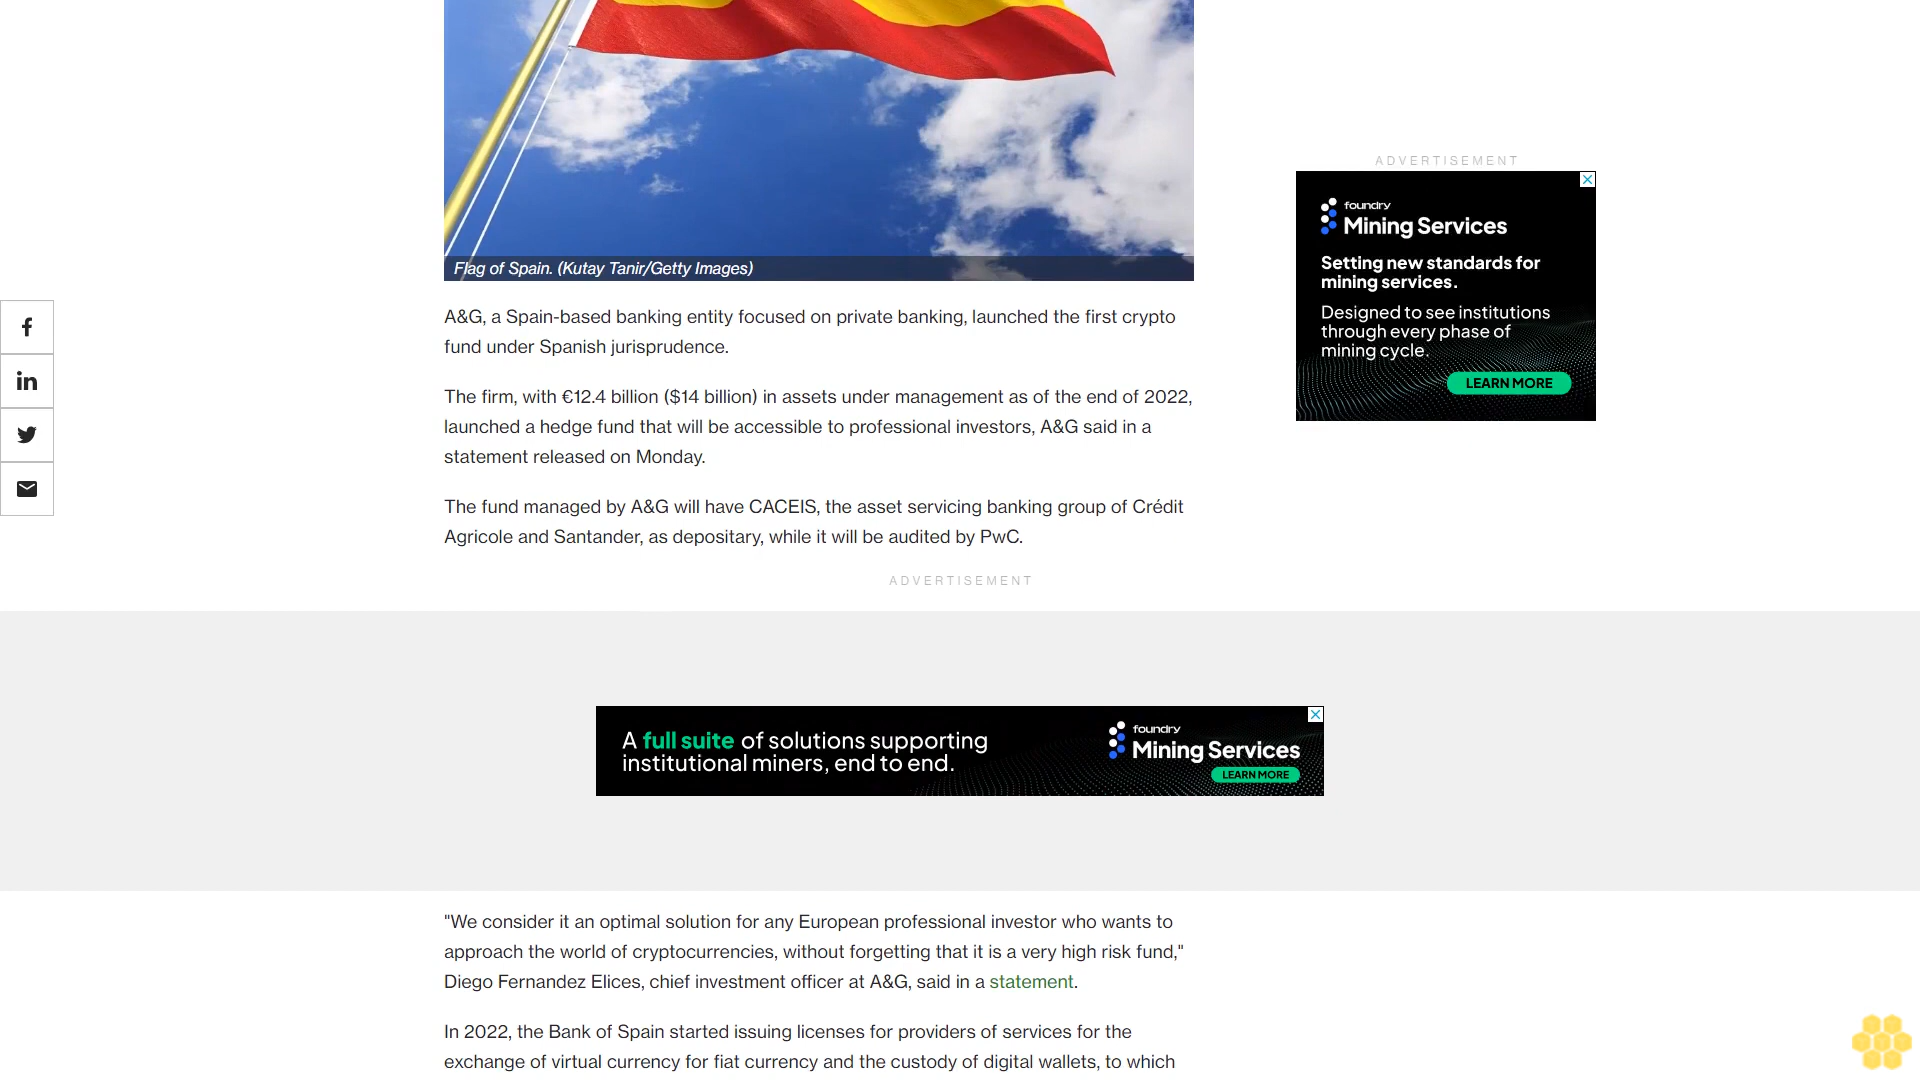 Flag of Spain. (Kutay Tanir/Getty Images)
ADVERTISEMENT
foundry
Mining Services
Setting new standards for
mining services.
Designed to see institutions
through every phase of
mining cycle.
LEARN MORE
A&G, a Spain-based banking entity focused on private banking, launched the first crypto
fund under Spanish jurisprudence.
The firm, with €12.4 billion ($14 billion) in assets under management as of the end of 2022,
launched a hedge fund that will be accessible to professional investors, A&G said in a
statement released on Monday.
The fund managed by A&G will have CACEIS, the asset servicing banking group of Crédit
Agricole and Santander, as depositary, while it will be audited by PwC.
ADVERTISEMENT
A full suite of solutions supporting
institutional miners, end to end.
foundry
Mining Services
LEARN MORE
"We consider it an optimal solution for any European professional investor who wants to
approach the world of cryptocurrencies, without forgetting that it is a very high risk fund,"
Diego Fernandez Elices, chief investment officer at A&G, said in a statement.
In 2022, the Bank of Spain started issuing licenses for providers of services for the
exchange of virtual currency for fiat currency and the custody of digital wallets, to which